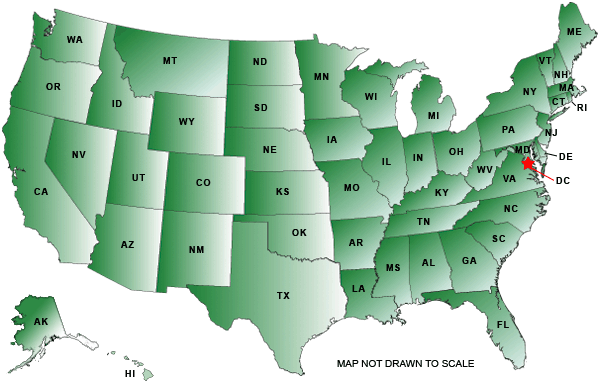 WA
MT
ND
MN
ME
VT
NH
OR
ID
SD
WI
MI
NY
MA
CT
RI
WY
NE
IA
PA
NJ
NV
UT
CO
IL
IN
OH
MD
DE
CA
KS
MO
KY
WV
VA
DC
AZ
NM
OK
AR
TN
NC
SC
TX
LA
MS
AL
GA
FL
AK
HI
MAP NOT DRAWN TO SCALE